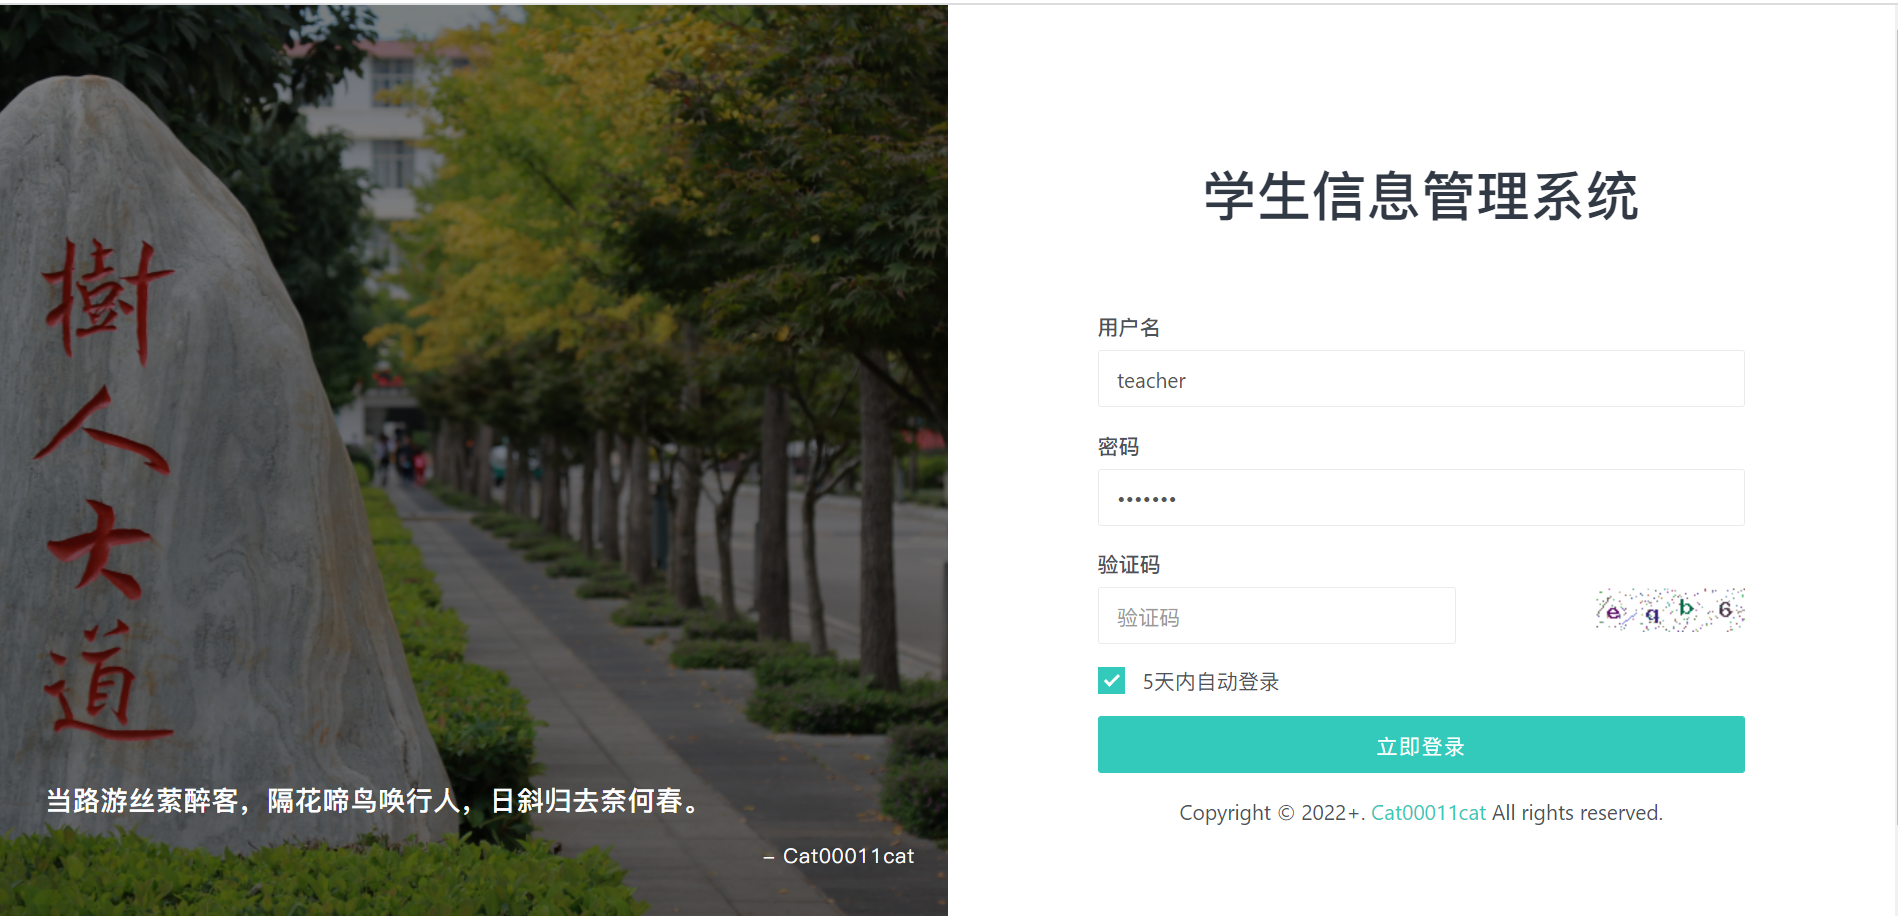 樹人大道
当路游丝萦醉客，隔花啼鸟唤行人，日斜归去奈何春。
– Cat00011cat
学生信息管理系统
用户名
teacher
密码
•••••••
验证码
验证码
e q b 6
5天内自动登录
立即登录
Copyright © 2022+. Cat00011cat All rights reserved.